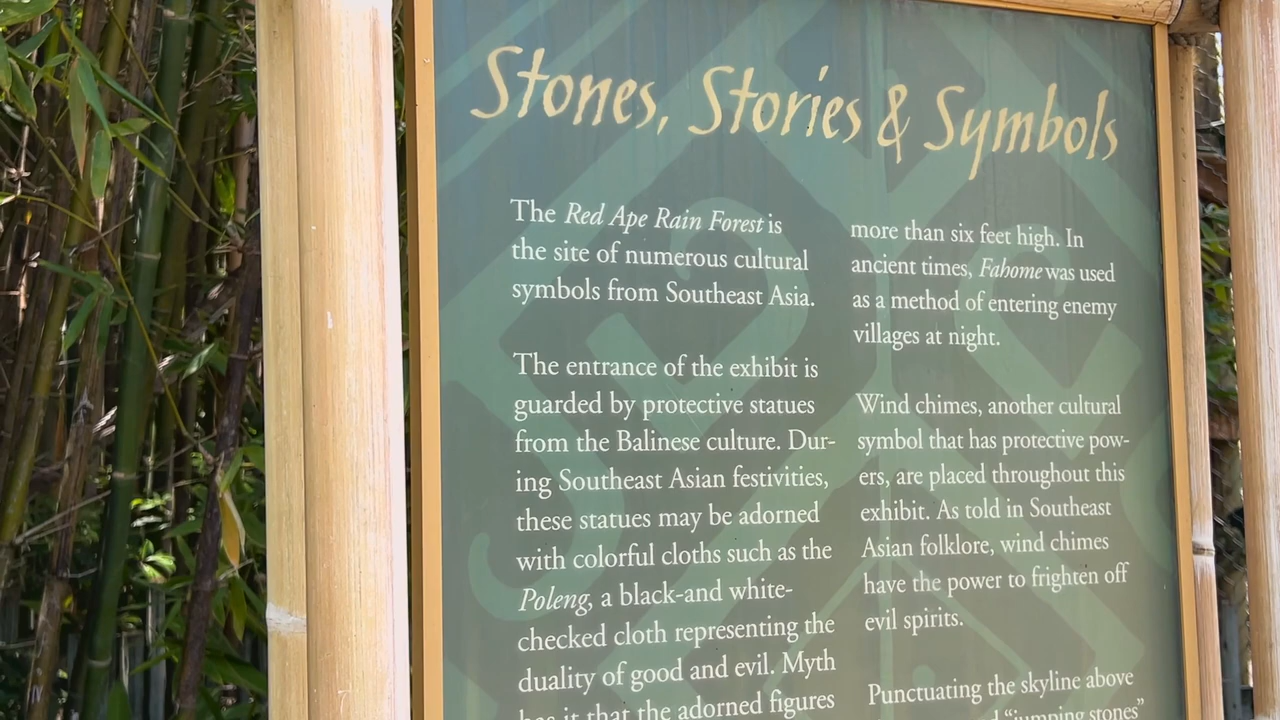 Stones, Stories & Symbols
The Red Ape Rain Forest is
the site of numerous cultural
symbols from Southeast Asia.
The entrance of the exhibit is
guarded by protective statues
from the Balinese culture. Dur-
ing Southeast Asian festivities,
these statues may be adorned
with colorful cloths such as the
Poleng, a black-and white-
checked cloth representing the
duality of good and evil. Myth
has it that the adorned figures
more than six feet high. In
ancient times, Fahome was used
as a method of entering enemy
villages at night.
Wind chimes, another cultural
symbol that has protective pow-
ers, are placed throughout this
exhibit. As told in Southeast
Asian folklore, wind chimes
have the power to frighten off
evil spirits.
Punctuating the skyline above
"jumping stones"